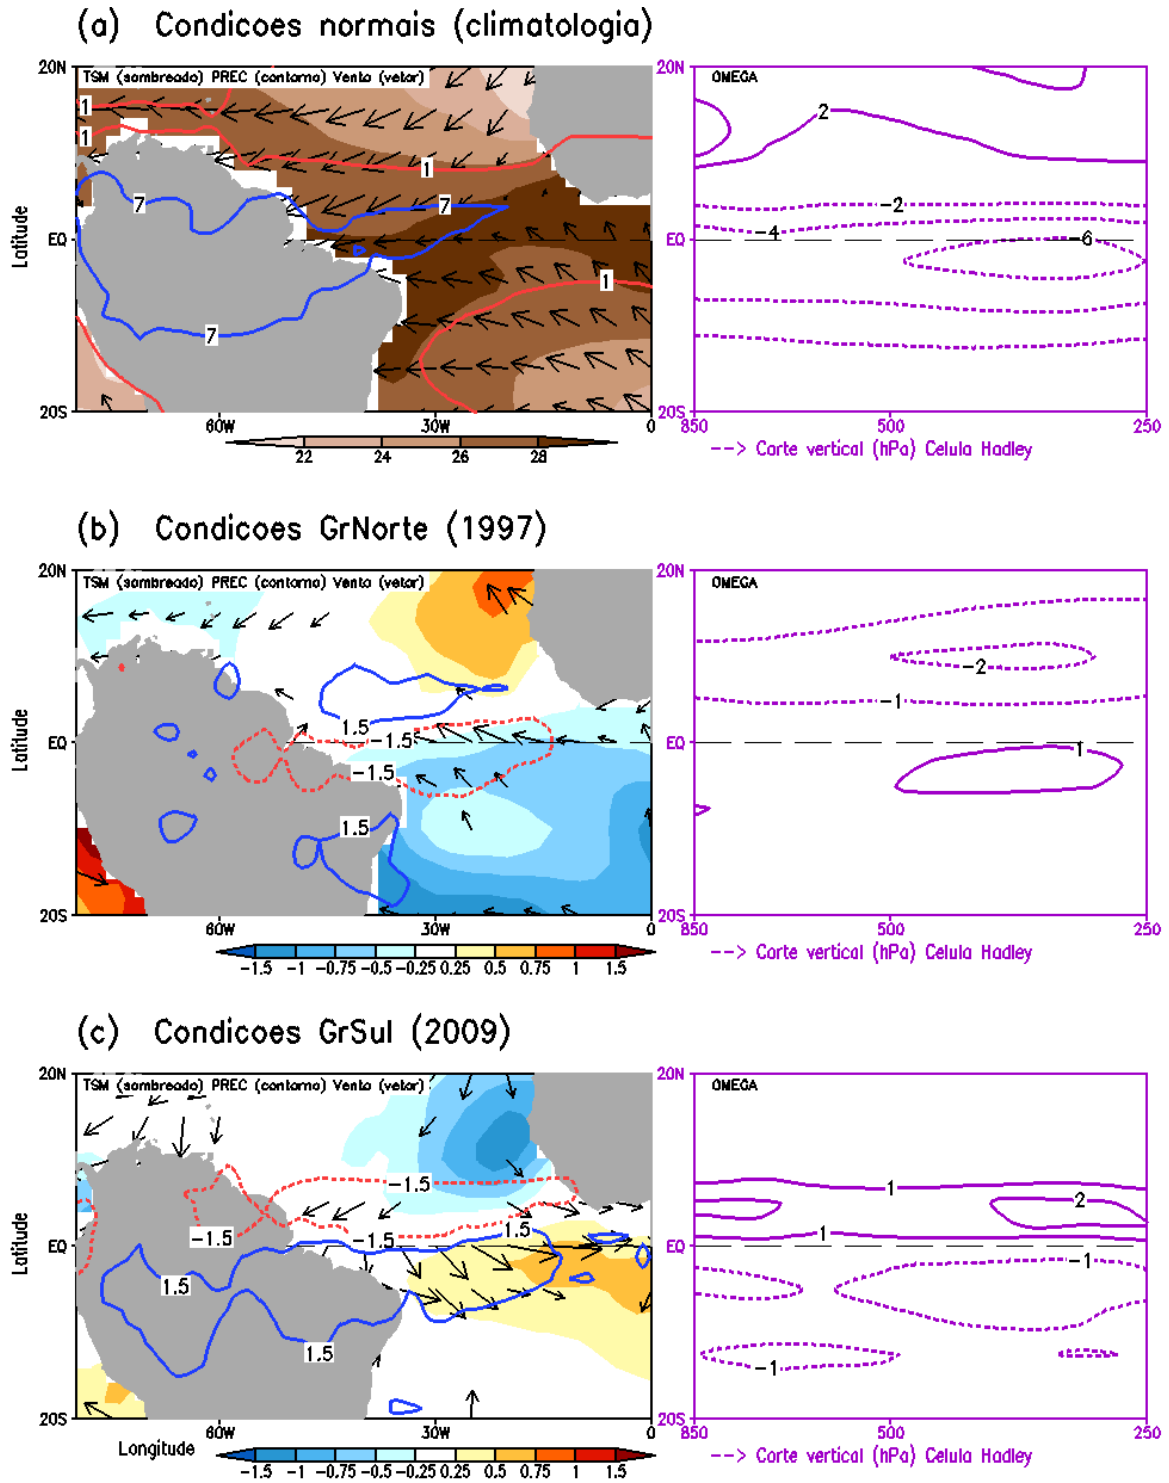 (a) Condicoes normais (climatologia)
TSM (sombreado) PREC (contorno) Vento (vetor)
OMEGA
20N
20N
1
1
1
2
7
7
-2
Latitude
EQ
EQ
-4
-6
1
7
20S
20S
60W
30W
0
850
500
250
22 24 26 28
--> Corte vertical (hPa) Celula Hadley
(b) Condicoes GrNorte (1997)
TSM (sombreado) PREC (contorno) Vento (vetor)
OMEGA
20N
20N
-2
-1
1.5
-1.5
Latitude
EQ
EQ
1
-1.5
1.5
20S
20S
60W
30W
0
850
500
250
-1.5 -1 -0.75 -0.5 -0.25 0.25 0.5 0.75 1 1.5
--> Corte vertical (hPa) Celula Hadley
(c) Condicoes GrSul (2009)
TSM (sombreado) PREC (contorno) Vento (vetor)
OMEGA
20N
20N
-1.5
1
2
-1.5
-1.5
1.5
1
Latitude
EQ
EQ
-1
1.5
1.5
-1
20S
20S
60W
30W
0
850
500
250
Longitude
-1.5 -1 -0.75 -0.5 -0.25 0.25 0.5 0.75 1 1.5
--> Corte vertical (hPa) Celula Hadley